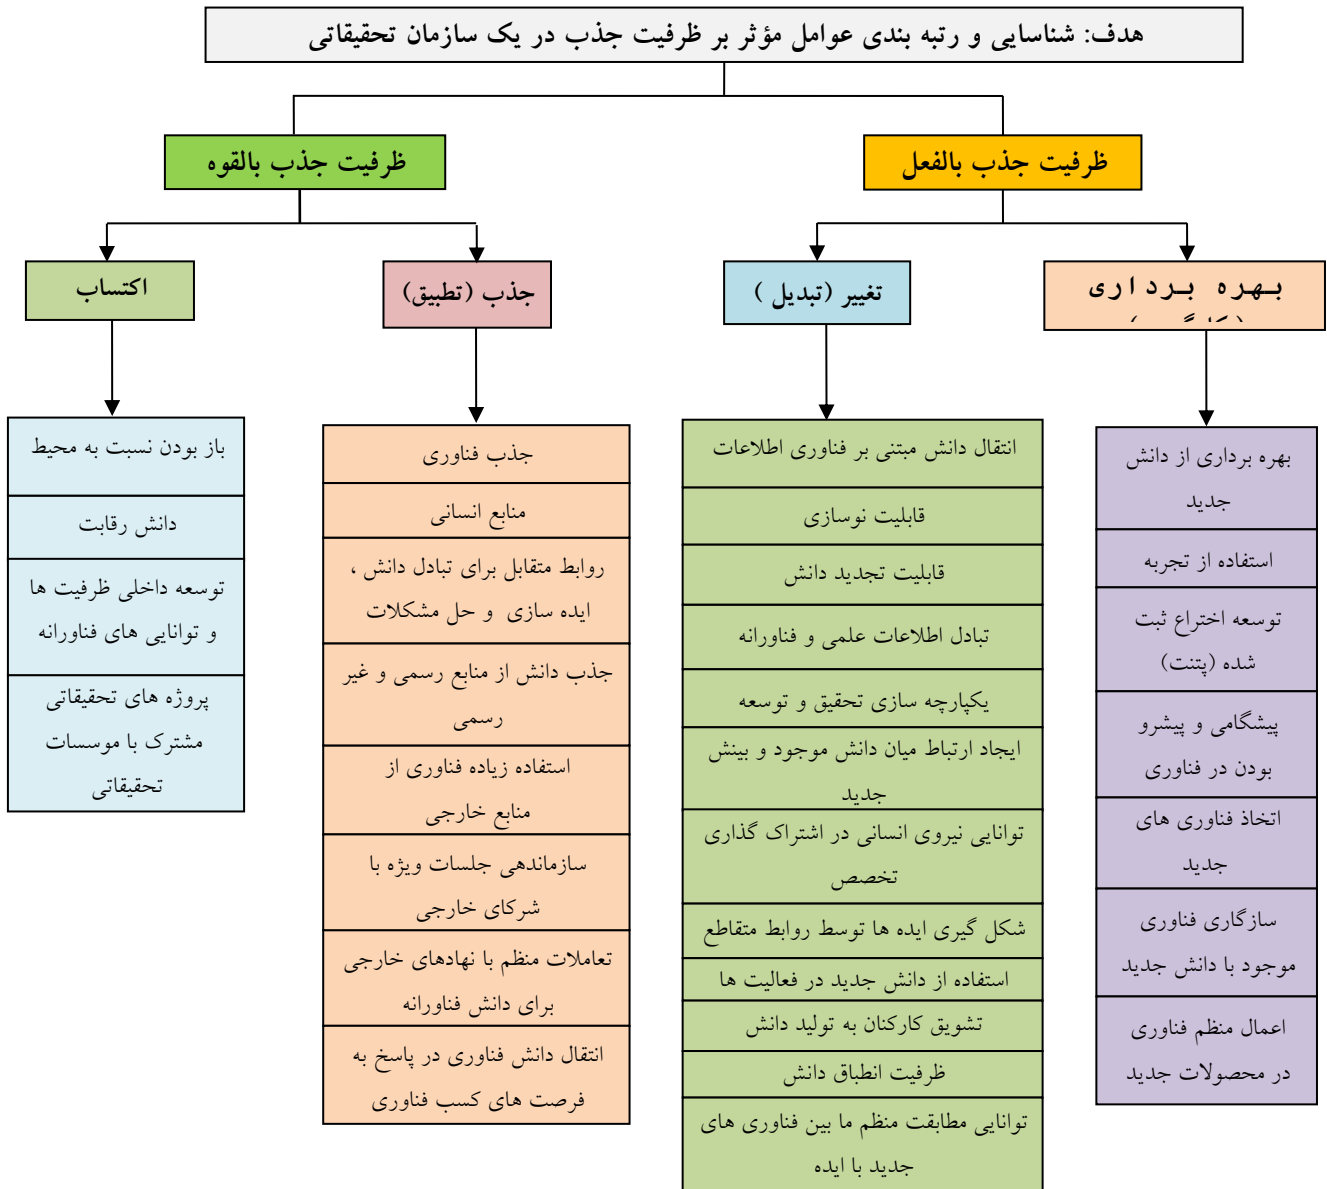 هدف: شناسایی و رتبه بندی عوامل مؤثر بر ظرفیت جذب در یک سازمان تحقیقاتی
ظرفیت جذب بالفعل
ظرفیت جذب بالقوه
بهره برداری
تغییر (تبدیل )
جذب (تطبیق)
اکتساب
بهره برداری از دانش
جدید
استفاده از تجربه
توسعه اختراع ثبت
شده (پتنت)
پیشگامی و پیشرو
بودن در فناوری
اتخاذ فناوری های
جدید
سازگاری فناوری
موجود با دانش جدید
اعمال منظم فناوری
در محصولات جدید
انتقال دانش مبتنی بر فناوری اطلاعات
قابلیت نوسازی
قابلیت تجدید دانش
تبادل اطلاعات علمی و فناورانه
یکپارچه سازی تحقیق و توسعه
ایجاد ارتباط میان دانش موجود و بینش
جدید
توانایی نیروی انسانی در اشتراک گذاری
تخصص
شکل گیری ایده ها توسط روابط متقاطع
استفاده از دانش جدید در فعالیت ها
تشویق کارکنان به تولید دانش
ظرفیت انطباق دانش
توانایی مطابقت منظم ما بین فناوری های
جدید با ایده
جذب فناوری
منابع انسانی
روابط متقابل برای تبادل دانش ،
ایده سازی و حل مشکلات
جذب دانش از منابع رسمی و غیر
رسمی
استفاده زیاده فناوری از
منابع خارجی
سازماندهی جلسات ویژه با
شرکای خارجی
تعاملات منظم با نهادهای خارجی
برای دانش فناورانه
انتقال دانش فناوری در پاسخ به
فرصت های کسب فناوری
باز بودن نسبت به محیط
دانش رقابت
توسعه داخلی ظرفیت ها
و توانایی های فناورانه
پروژه های تحقیقاتی
مشترک با موسسات
تحقیقاتی